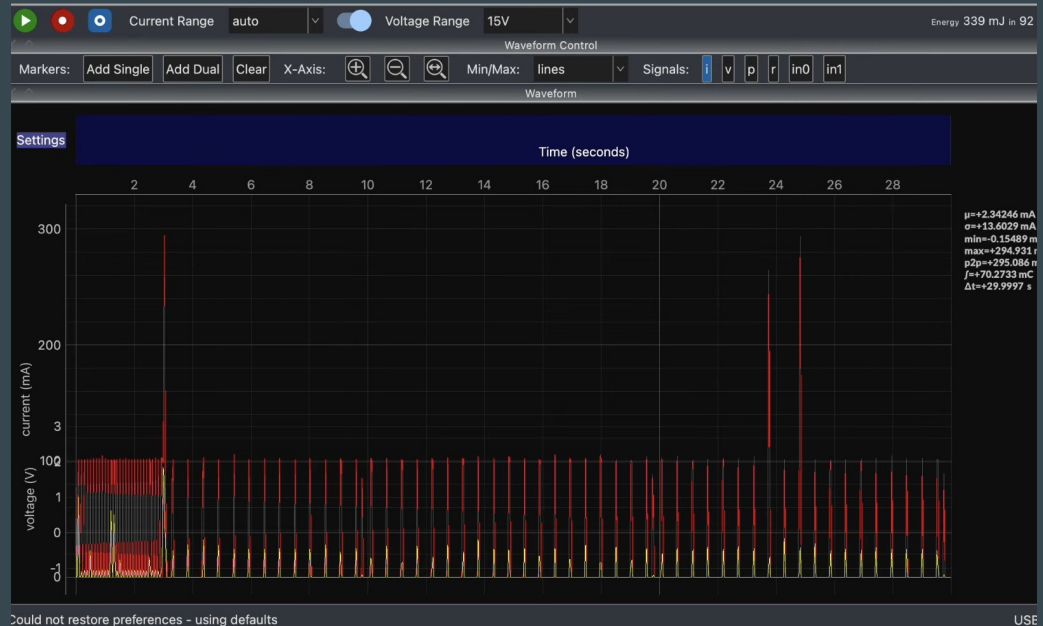 Current Range auto Voltage Range 15V Energy 339 mJ in 92
Waveform Control
Markers: Add Single Add Dual Clear X-Axis: Min/Max: lines Signals: i v p r in0 in1
Waveform
Settings
Time (seconds)
2 4 6 8 10 12 14 16 18 20 22 24 26 28
μ=+2.34246 mA
σ=+13.6029 mA
min=-0.15489 m
max=+294.931
p2p=+295.086 m
∫=+70.2733 mC
Δt=+29.9997 s
300
200
current (mA)
3
voltage (V)
1
0
-1
0
Could not restore preferences - using defaults USB